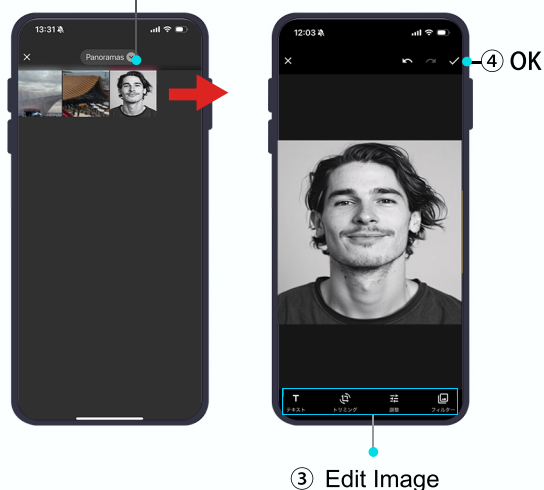 13:31
Panoramas
12:03
④ OK
テキスト トリミング 調整 フィルター
③ Edit Image